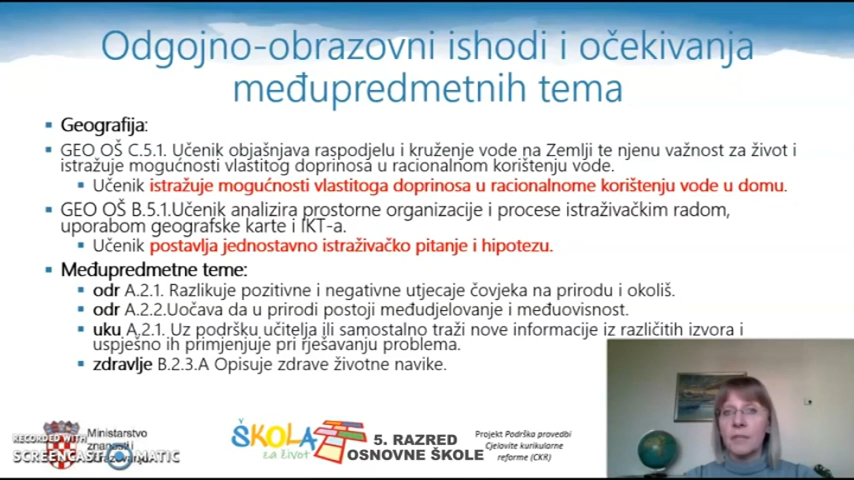 Odgojno-obrazovni ishodi i očekivanja
međupredmetnih tema
Geografija:
GEO OŠ C.5.1. Učenik objašnjava raspodjelu i kruženje vode na Zemlji te njenu važnost za život i
istražuje mogućnosti vlastitog doprinosa u racionalnom korištenju vode.
Učenik istražuje mogućnosti vlastitoga doprinosa u racionalnome korištenju vode u domu.
GEO OŠ B.5.1.Učenik analizira prostorne organizacije i procese istraživačkim radom,
uporabom geografske karte i IKT-a.
Učenik postavlja jednostavno istraživačko pitanje i hipotezu.
Međupredmetne teme:
odr A.2.1. Razlikuje pozitivne i negativne utjecaje čovjeka na prirodu i okoliš.
odr A.2.2.Uočava da u prirodi postoji međudjelovanje i međuovisnost.
uku A.2.1. Uz podršku učitelja ili samostalno traži nove informacije iz različitih izvora i
uspješno ih primjenjuje pri rješavanju problema.
zdravlje B.2.3.A Opisuje zdrave životne navike.
Ministarstvo
znanosti i
RECORDED WITH
SCREENCAST MATIC
ŠKOLA
za život
5. RAZRED
OSNOVNE ŠKOLE
Projekt Podrška provedbi
Cjelovite kurikularne
reforme (CKR)